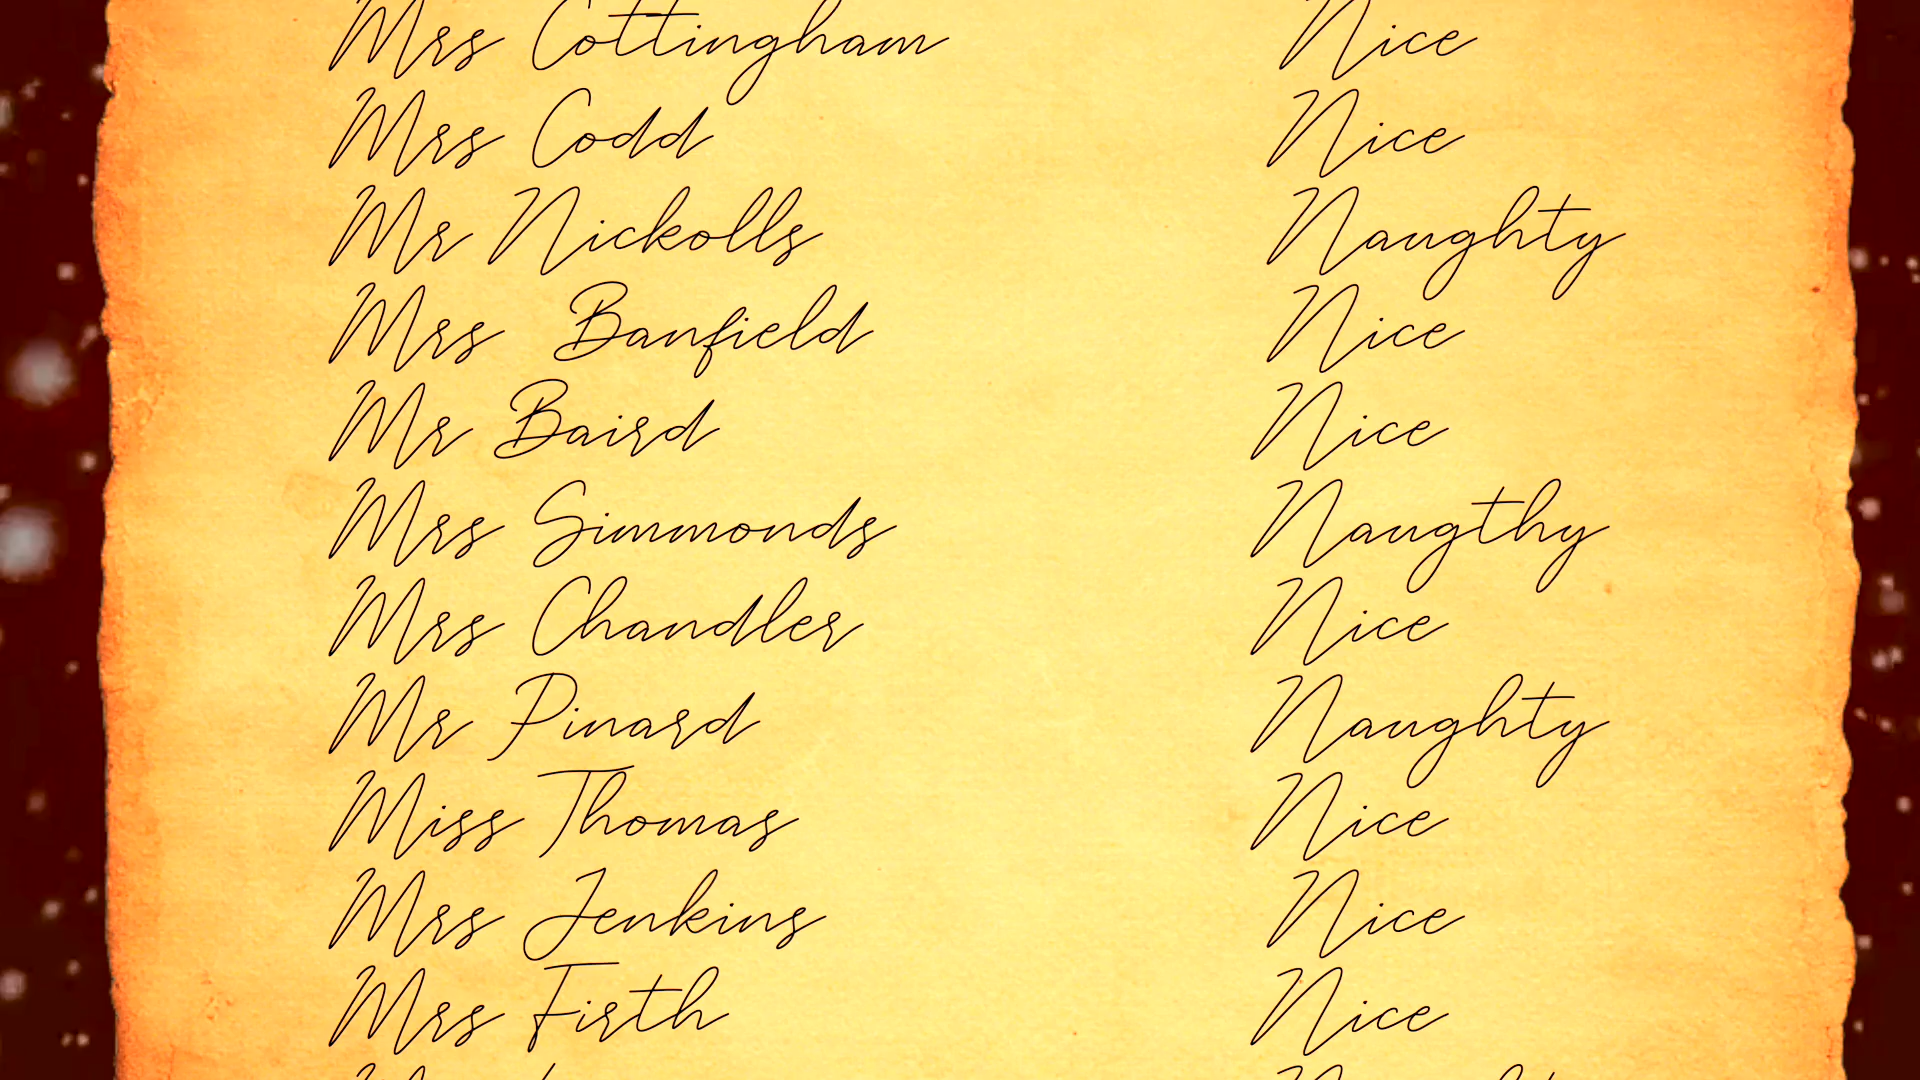 Mrs Cottingham Nice
Mrs Codd Nice
Mr Nickolls Naughty
Mrs Banfield Nice
Mr Baird Nice
Mrs Simmonds Naugthy
Mrs Chandler Nice
Mr Pinard Naughty
Miss Thomas Nice
Mrs Jenkins Nice
Mrs Firth Nice